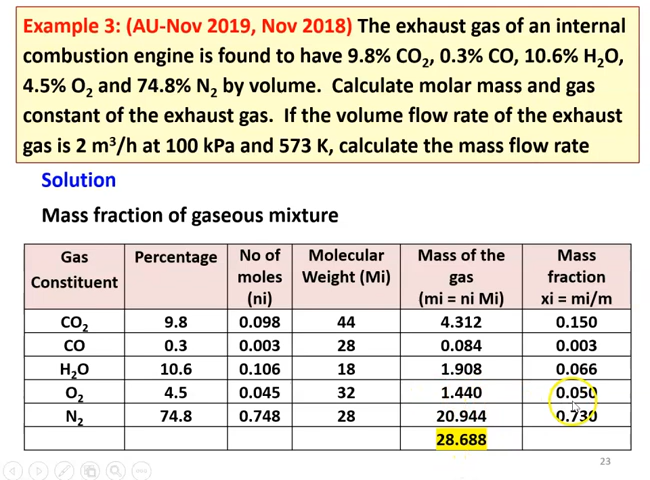 Example 3: (AU-Nov 2019, Nov 2018) The exhaust gas of an internal
combustion engine is found to have 9.8% CO₂, 0.3% CO, 10.6% H₂O,
4.5% O₂ and 74.8% N₂ by volume. Calculate molar mass and gas
constant of the exhaust gas. If the volume flow rate of the exhaust
gas is 2 m³/h at 100 kPa and 573 K, calculate the mass flow rate
Solution
Mass fraction of gaseous mixture
Gas Constituent | Percentage | No of moles (ni) | Molecular Weight (Mi) | Mass of the gas (mi = ni Mi) | Mass fraction xi = mi/m
CO₂ | 9.8 | 0.098 | 44 | 4.312 | 0.150
CO | 0.3 | 0.003 | 28 | 0.084 | 0.003
H₂O | 10.6 | 0.106 | 18 | 1.908 | 0.066
O₂ | 4.5 | 0.045 | 32 | 1.440 | 0.050
N₂ | 74.8 | 0.748 | 28 | 20.944 | 0.730
28.688
23